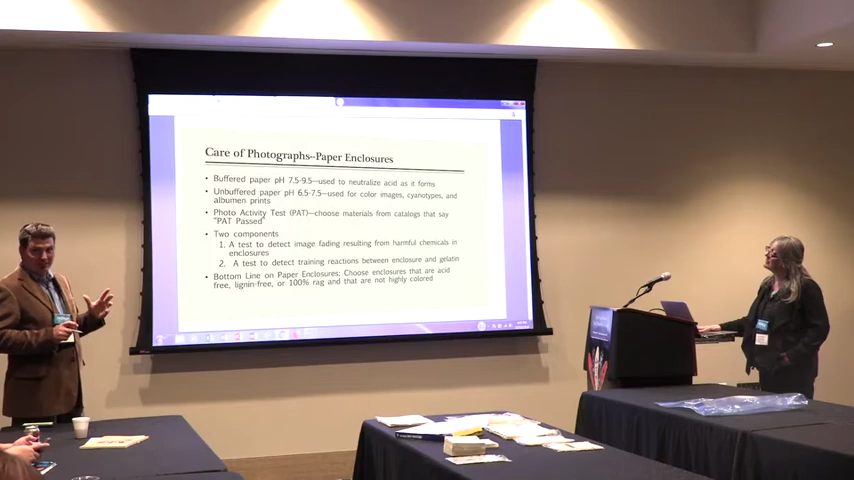 Care of Photographs--Paper Enclosures
• Buffered paper pH 7.5-9.5—used to neutralize acid as it forms
• Unbuffered paper pH 6.5-7.5—used for color images, cyanotypes, and
albumen prints
• Photo Activity Test (PAT)—choose materials from catalogs that say
"PAT Passed"
• Two components
1. A test to detect image fading resulting from harmful chemicals in
enclosures
2. A test to detect training reactions between enclosure and gelatin
• Bottom Line on Paper Enclosures: Choose enclosures that are acid
free, lignin-free, or 100% rag and that are not highly colored